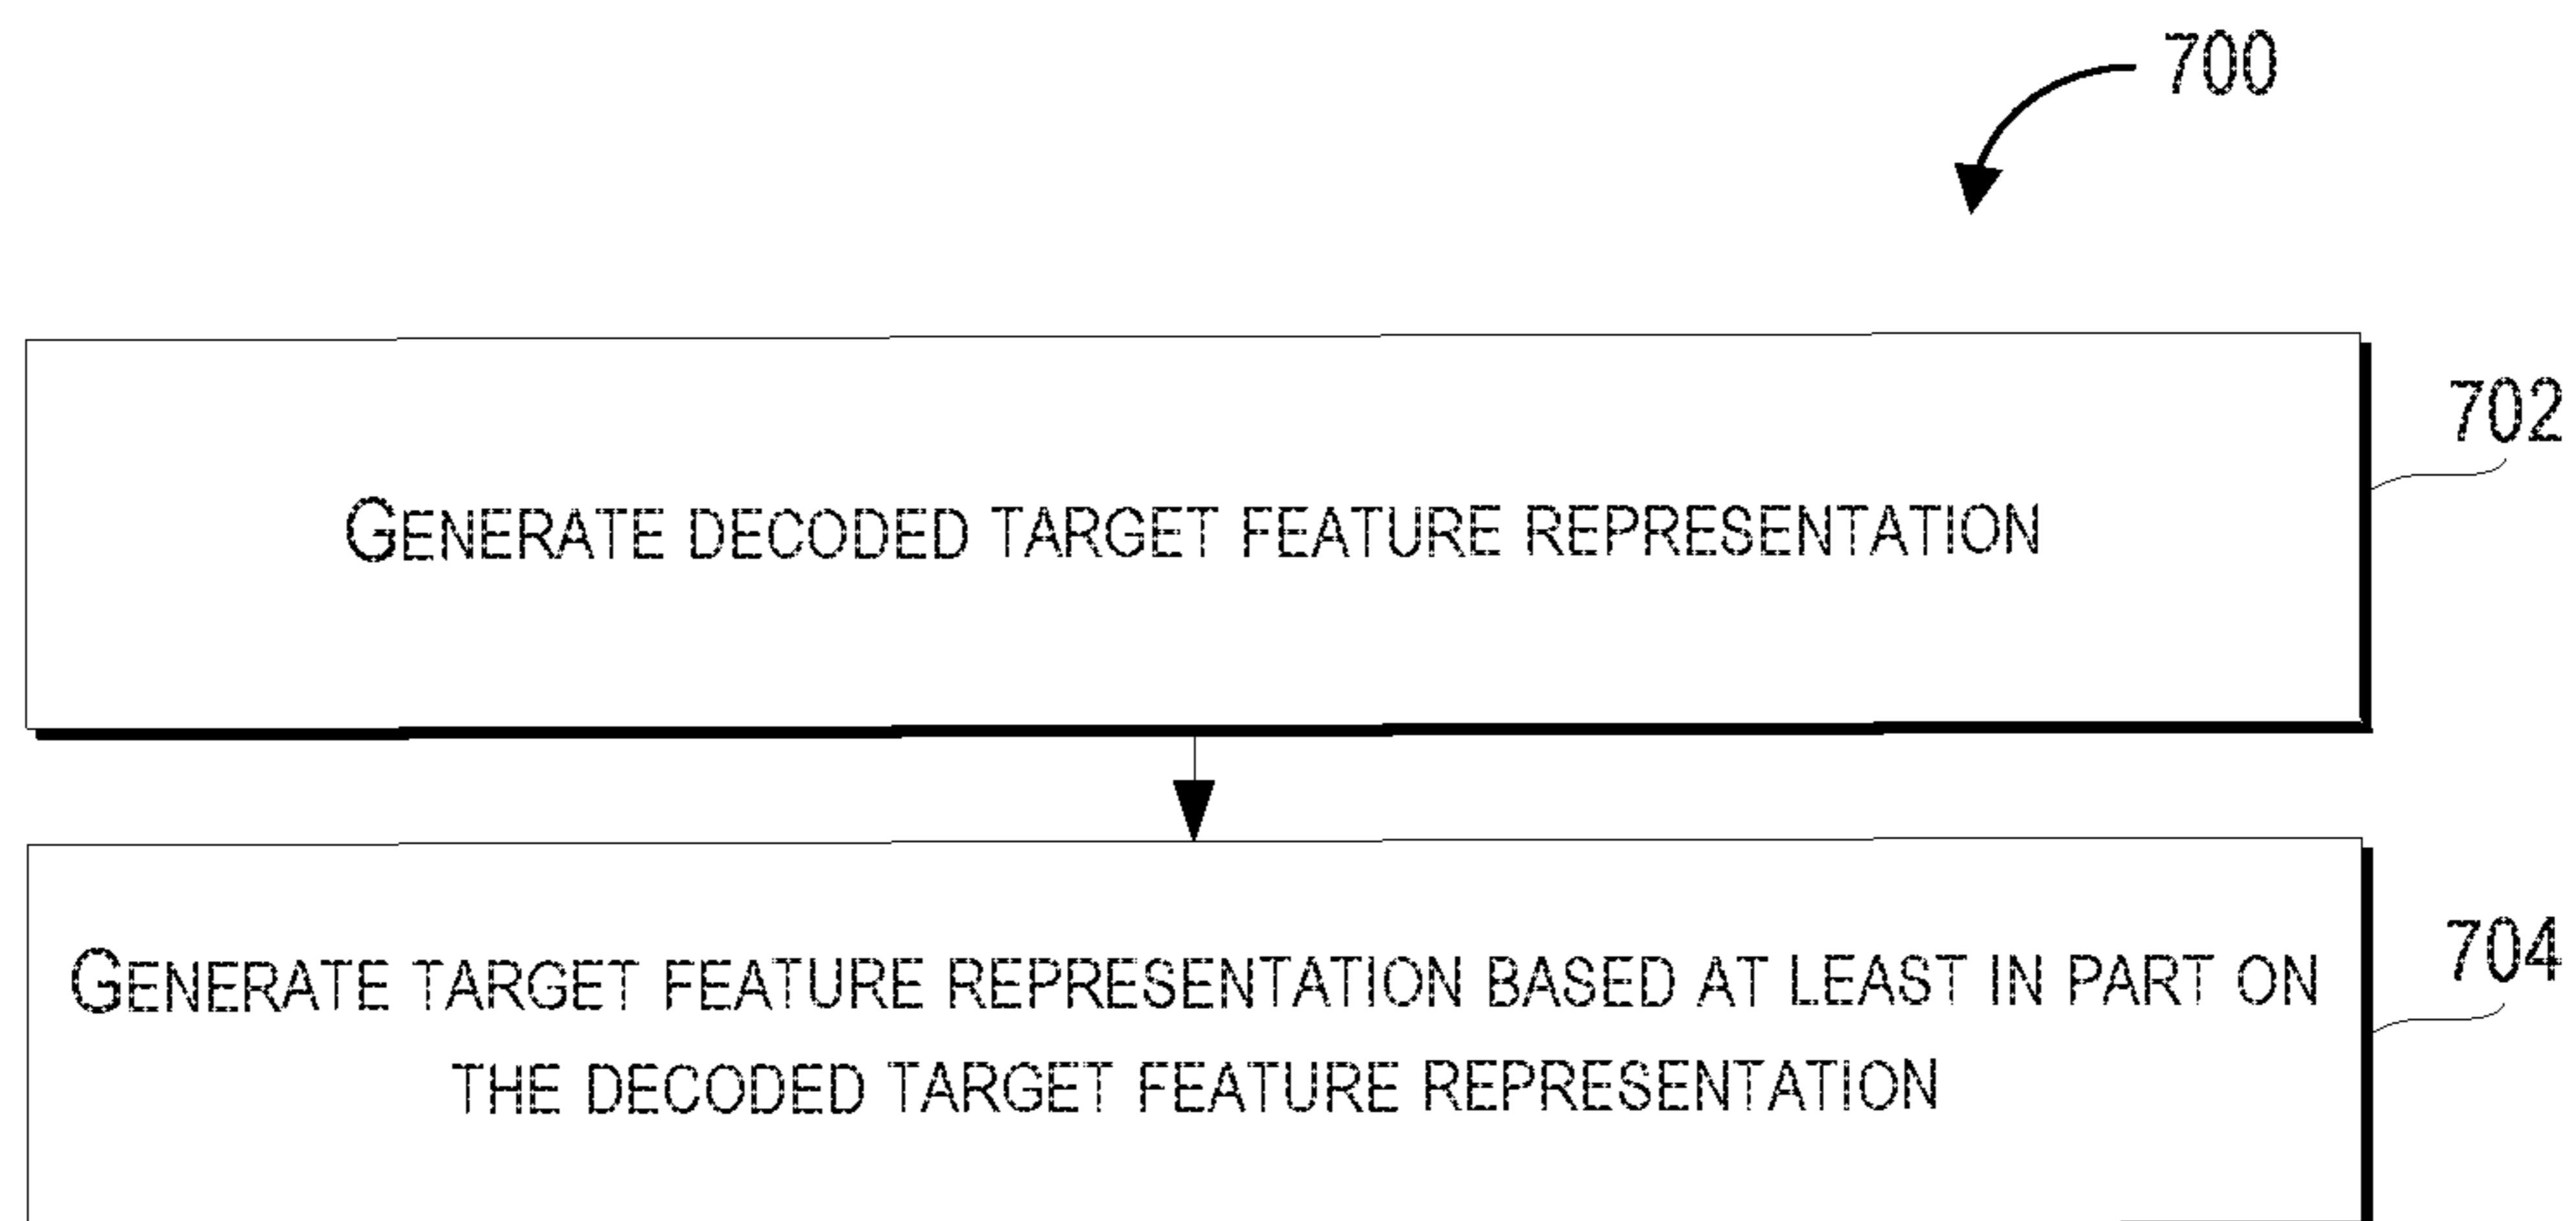 700
702
GENERATE DECODED TARGET FEATURE REPRESENTATION
704
GENERATE TARGET FEATURE REPRESENTATION BASED AT LEAST IN PART ON
THE DECODED TARGET FEATURE REPRESENTATION